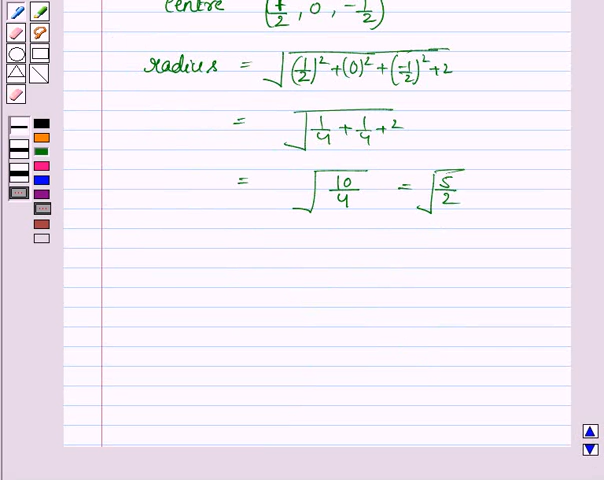 centre (1/2, 0, -1/2)
radius = √((1/2)² + (0)² + (-1/2)² + 2)
= √(1/4 + 1/4 + 2)
= √(10/4) = √(5/2)